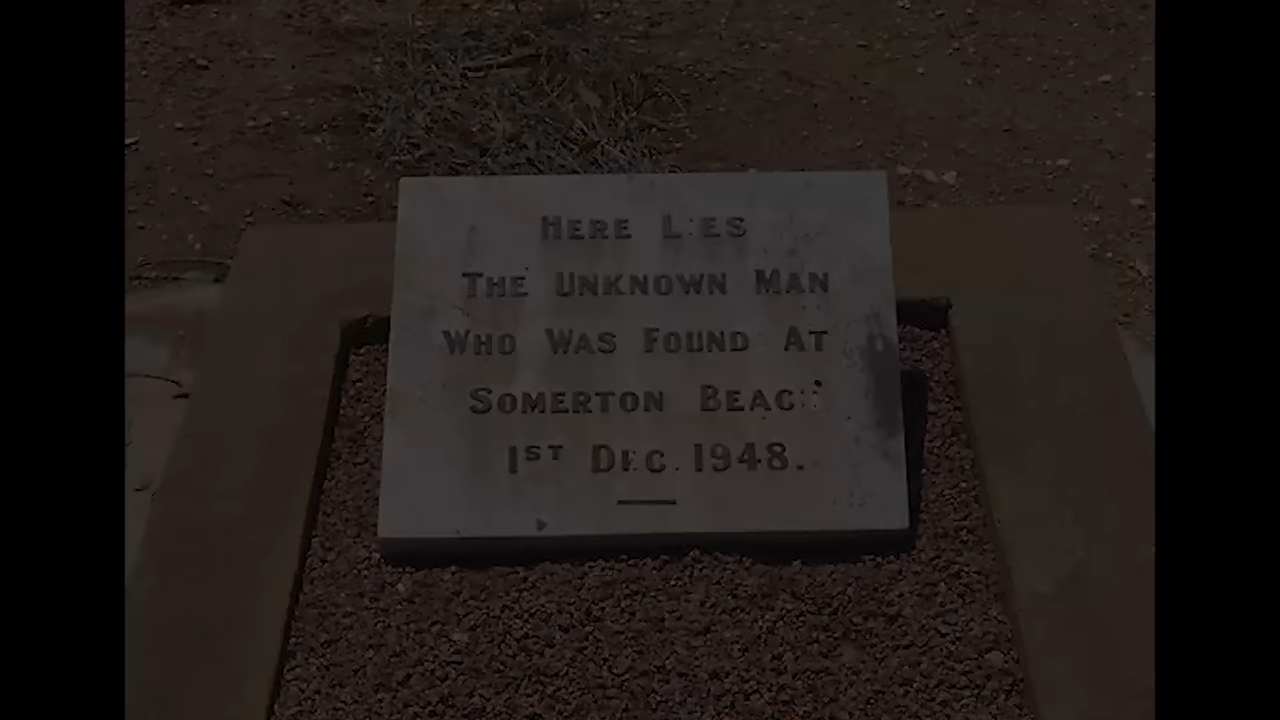 HERE LIES
THE UNKNOWN MAN
WHO WAS FOUND AT
SOMERTON BEACH
1ST DEC. 1948.